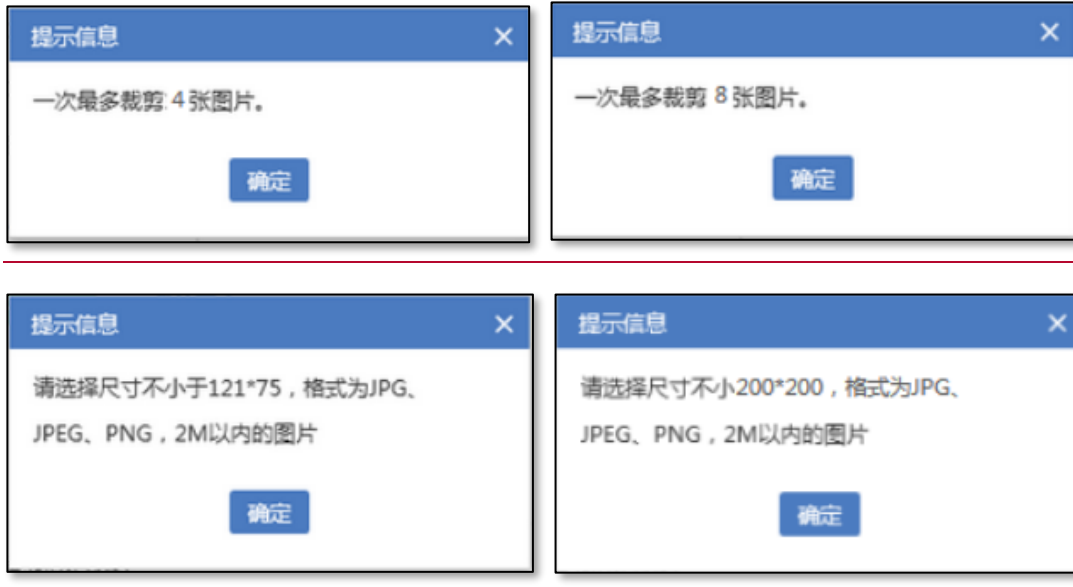 提示信息
一次最多裁剪 4 张图片。
确定
提示信息
一次最多裁剪 8 张图片。
确定
提示信息
请选择尺寸不小于121*75，格式为JPG、
JPEG、PNG，2M以内的图片
确定
提示信息
请选择尺寸不小200*200，格式为JPG、
JPEG、PNG，2M以内的图片
确定